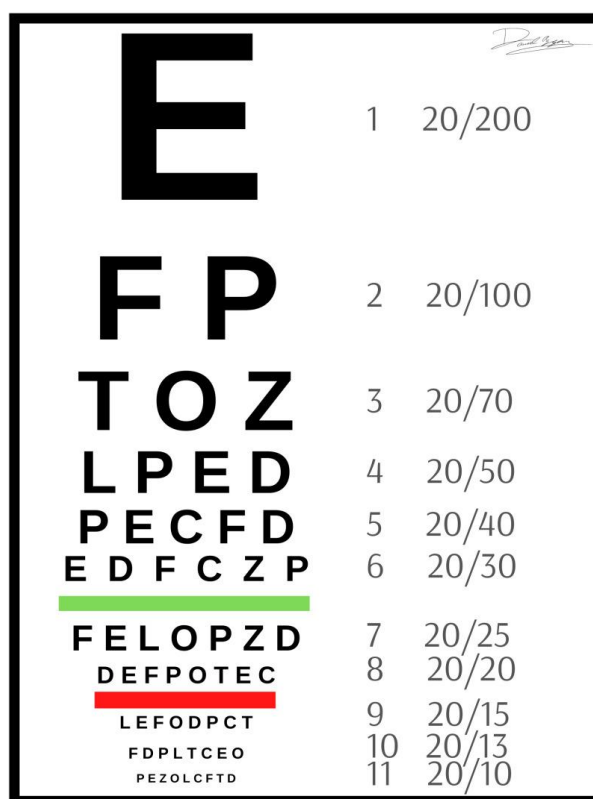 E 1 20/200
F P 2 20/100
T O Z 3 20/70
L P E D 4 20/50
P E C F D 5 20/40
E D F C Z P 6 20/30
F E L O P Z D 7 20/25
D E F P O T E C 8 20/20
L E F O D P C T 9 20/15
F D P L T C E O 10 20/13
P E Z O L C F T D 11 20/10